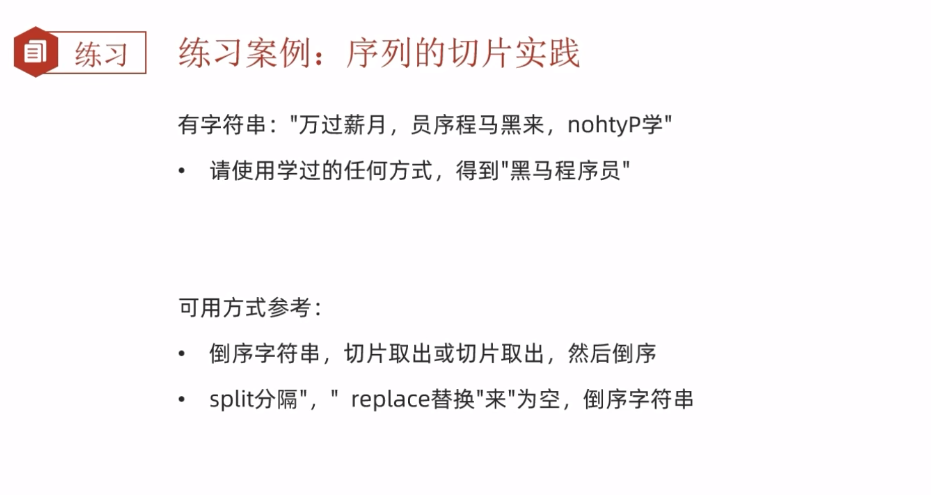 练习
练习案例：序列的切片实践
有字符串："万过薪月，员序程马黑来，nohtyP学"
• 请使用学过的任何方式，得到"黑马程序员"
可用方式参考：
• 倒序字符串，切片取出或切片取出，然后倒序
• split分隔"，" replace替换"来"为空，倒序字符串